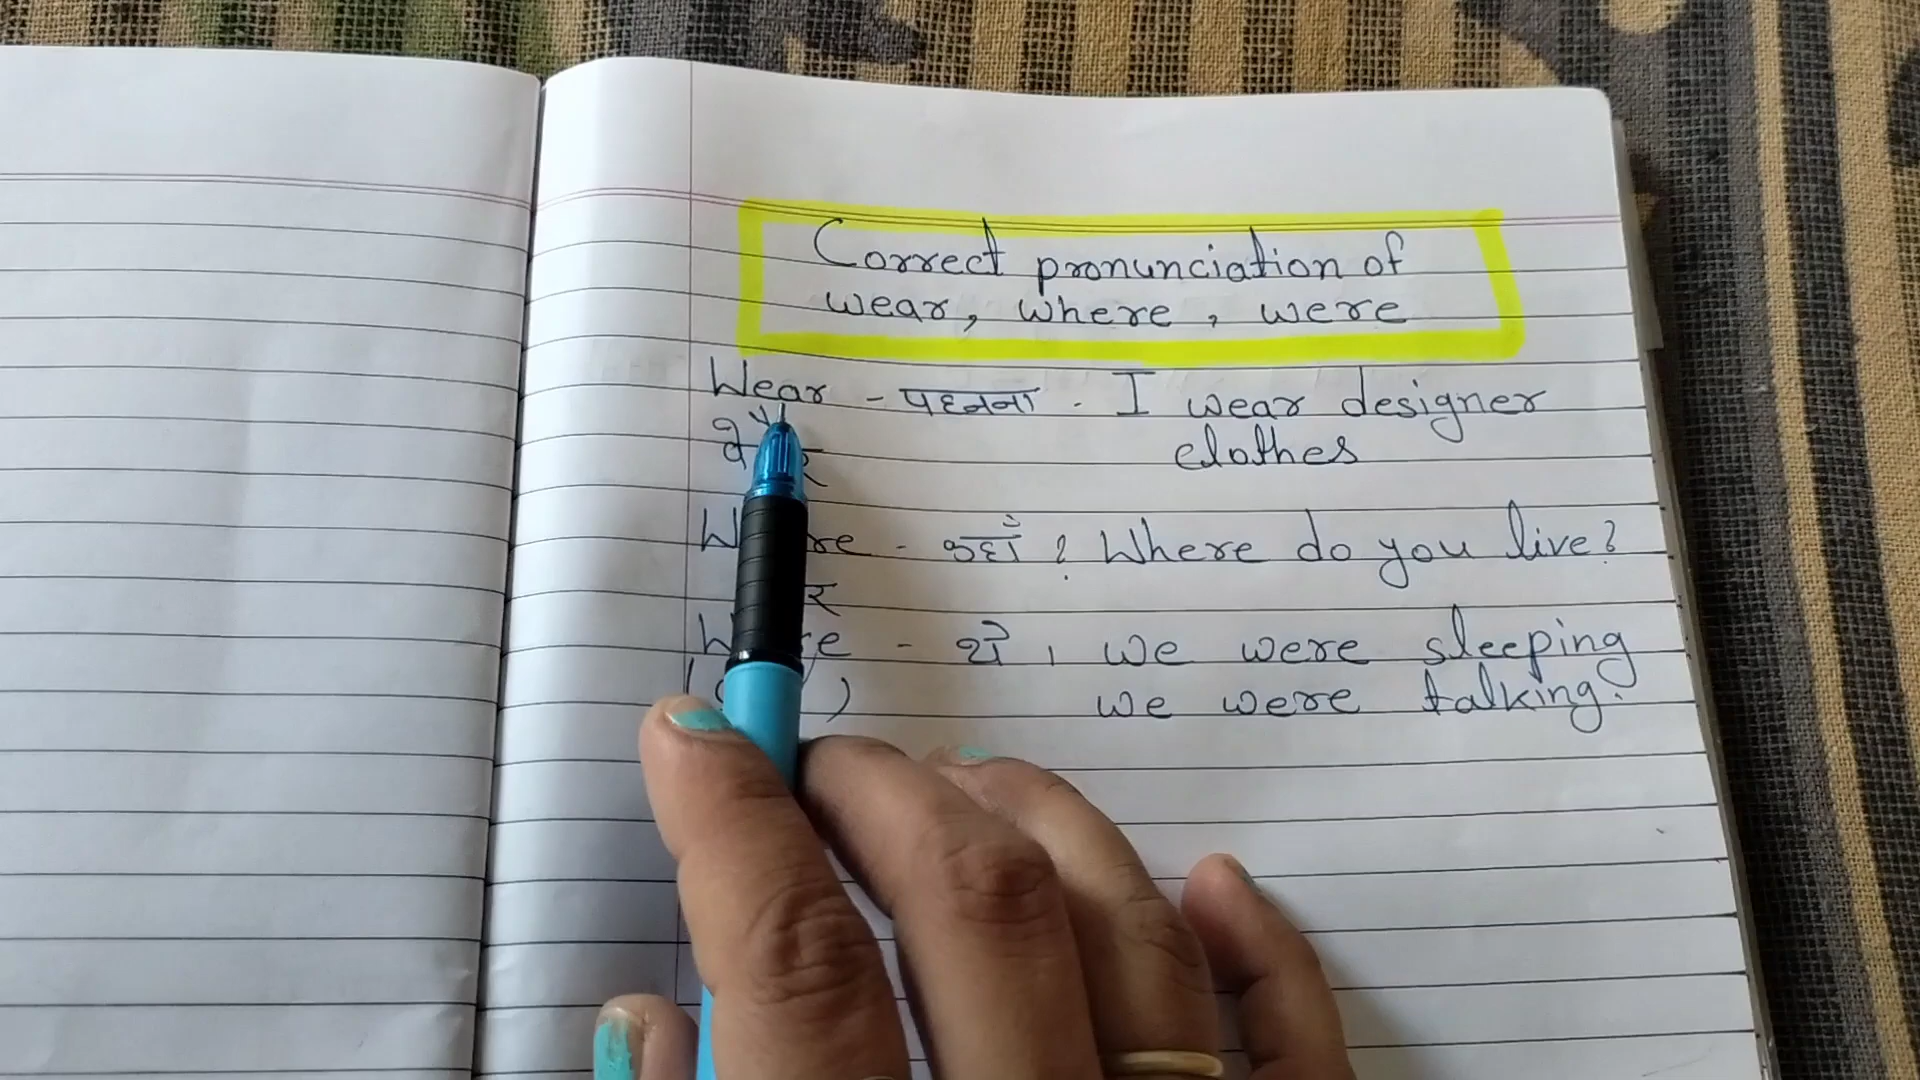 Correct pronunciation of
wear, where, were
Wear - पहनना - I wear designer
clothes
- कहाँ ? Where do you live?
- थे , we were sleeping
we were talking.